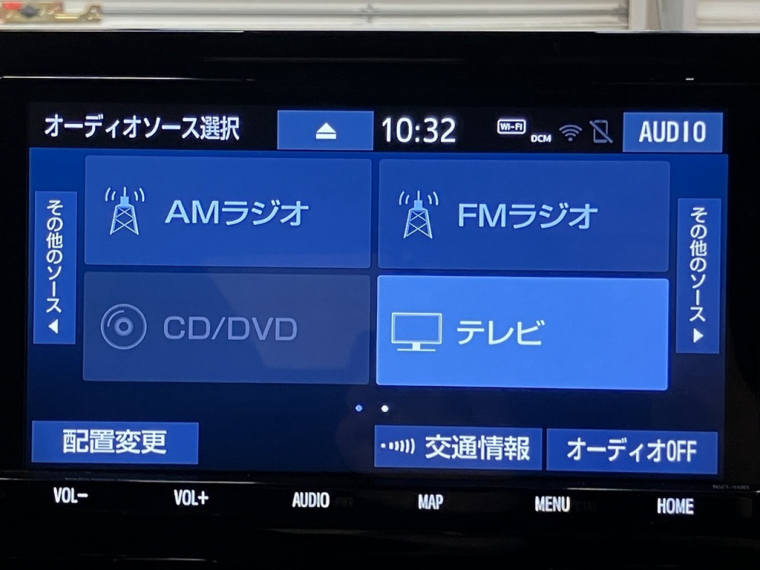 オーディオソース選択
10:32
Wi-Fi
DCM
AUDIO
その他のソース
AMラジオ
FMラジオ
その他のソース
CD/DVD
テレビ
配置変更
交通情報
オーディオOFF
VOL-
VOL+
AUDIO
MAP
MENU
HOME